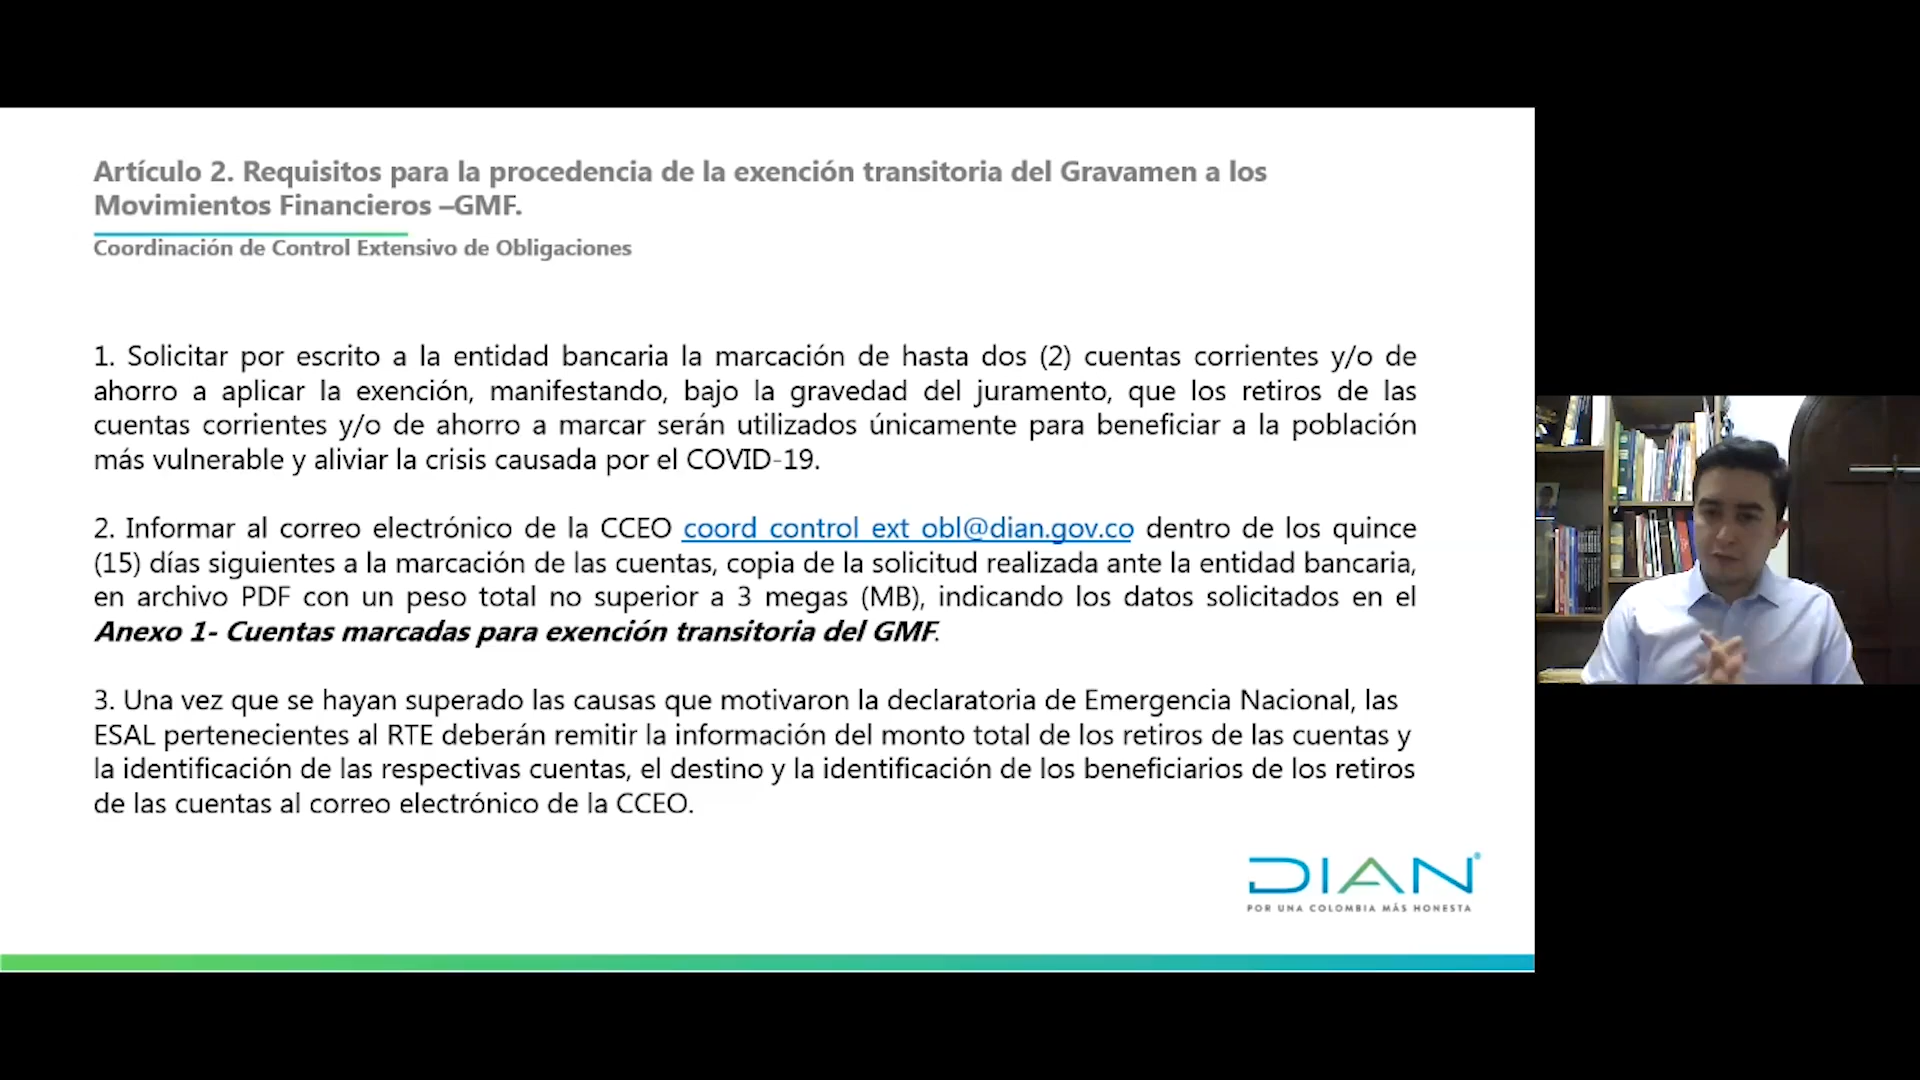 Artículo 2. Requisitos para la procedencia de la exención transitoria del Gravamen a los
Movimientos Financieros –GMF.
Coordinación de Control Extensivo de Obligaciones
1. Solicitar por escrito a la entidad bancaria la marcación de hasta dos (2) cuentas corrientes y/o de
ahorro a aplicar la exención, manifestando, bajo la gravedad del juramento, que los retiros de las
cuentas corrientes y/o de ahorro a marcar serán utilizados únicamente para beneficiar a la población
más vulnerable y aliviar la crisis causada por el COVID-19.
2. Informar al correo electrónico de la CCEO coord_control_ext_obl@dian.gov.co dentro de los quince
(15) días siguientes a la marcación de las cuentas, copia de la solicitud realizada ante la entidad bancaria,
en archivo PDF con un peso total no superior a 3 megas (MB), indicando los datos solicitados en el
Anexo 1- Cuentas marcadas para exención transitoria del GMF.
3. Una vez que se hayan superado las causas que motivaron la declaratoria de Emergencia Nacional, las
ESAL pertenecientes al RTE deberán remitir la información del monto total de los retiros de las cuentas y
la identificación de las respectivas cuentas, el destino y la identificación de los beneficiarios de los retiros
de las cuentas al correo electrónico de la CCEO.
DIAN®
POR UNA COLOMBIA MÁS HONESTA